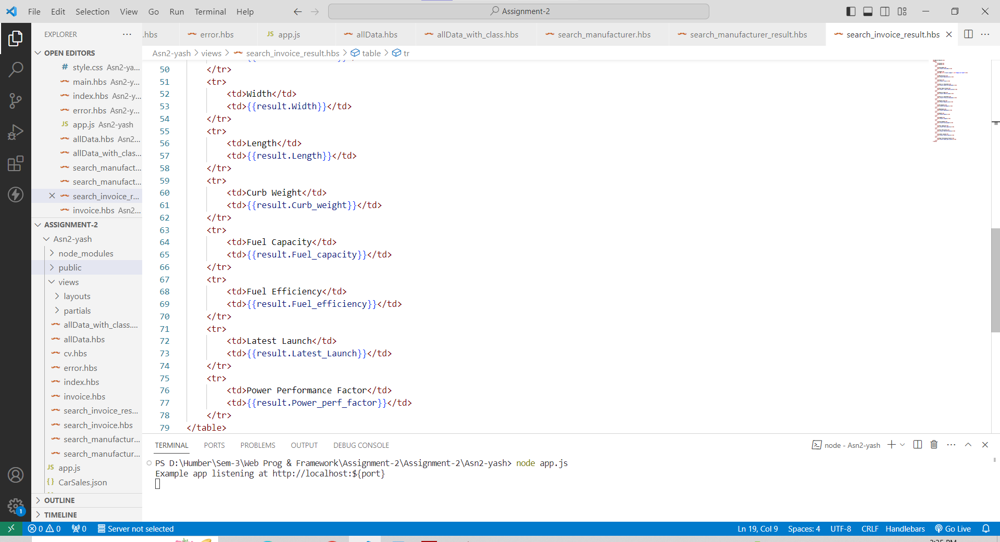 File Edit Selection View Go Run Terminal Help
Assignment-2
EXPLORER
.hbs
error.hbs
JS app.js
allData.hbs
allData_with_class.hbs
search_manufacturer.hbs
search_manufacturer_result.hbs
search_invoice_result.hbs
Asn2-yash > views > search_invoice_result.hbs > table > tr
OPEN EDITORS
# style.css Asn2-ya...
main.hbs Asn2-y...
index.hbs Asn2-y...
error.hbs Asn2-y...
JS app.js Asn2-yash
allData.hbs Asn2...
allData_with_clas...
search_manufact...
search_manufact...
search_invoice_r...
invoice.hbs Asn2...
ASSIGNMENT-2
Asn2-yash
node_modules
public
views
layouts
partials
allData_with_class....
allData.hbs
cv.hbs
error.hbs
index.hbs
invoice.hbs
search_invoice_res...
search_invoice.hbs
search_manufactur...
search_manufactur...
JS app.js
{} CarSales.json
OUTLINE
TIMELINE
50 </tr>
51 <tr>
52 <td>Width</td>
53 <td>{{result.Width}}</td>
54 </tr>
55 <tr>
56 <td>Length</td>
57 <td>{{result.Length}}</td>
58 </tr>
59 <tr>
60 <td>Curb Weight</td>
61 <td>{{result.Curb_weight}}</td>
62 </tr>
63 <tr>
64 <td>Fuel Capacity</td>
65 <td>{{result.Fuel_capacity}}</td>
66 </tr>
67 <tr>
68 <td>Fuel Efficiency</td>
69 <td>{{result.Fuel_efficiency}}</td>
70 </tr>
71 <tr>
72 <td>Latest Launch</td>
73 <td>{{result.Latest_Launch}}</td>
74 </tr>
75 <tr>
76 <td>Power Performance Factor</td>
77 <td>{{result.Power_perf_factor}}</td>
78 </tr>
79 </table>
TERMINAL PORTS PROBLEMS OUTPUT DEBUG CONSOLE
node - Asn2-yash
PS D:\Humber\Sem-3\Web Prog & Framework\Assignment-2\Assignment-2\Asn2-yash> node app.js
Example app listening at http://localhost:${port}
1
0 0 0 Server not selected
Ln 19, Col 9 Spaces: 4 UTF-8 CRLF Handlebars Go Live